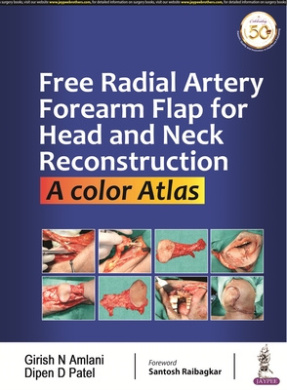 Free Radial Artery
Forearm Flap for
Head and Neck
Reconstruction
A color Atlas
Girish N Amlani
Dipen D Patel
Foreword
Santosh Raibagkar
JAYPEE